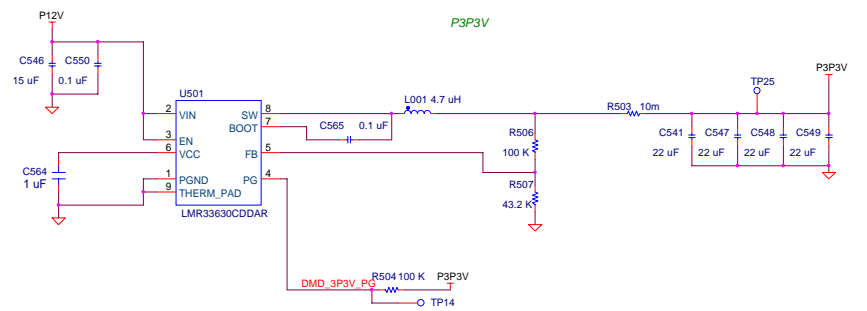 P3P3V
P12V
C546
C550
15 uF
0.1 uF
U501
2
VIN
SW
8
BOOT
7
3
EN
6
VCC
FB
5
1
PGND
PG
4
9
THERM_PAD
LMR33630CDDAR
C564
1 uF
C565
0.1 uF
L001 4.7 uH
R506
100 K
R507
43.2 K
R503 10m
TP25
P3P3V
C541
C547
C548
C549
22 uF
22 uF
22 uF
22 uF
DMD_3P3V_PG
R504 100 K
P3P3V
TP14